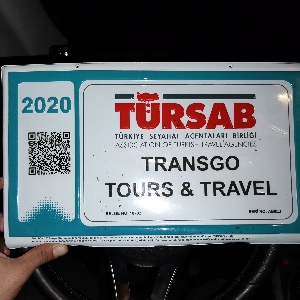 2020
TÜRSAB
TÜRKİYE SEYAHAT ACENTALARI BİRLİĞİ
ASSOCIATION OF TURKISH TRAVEL AGENCIES
TRANSGO
TOURS & TRAVEL